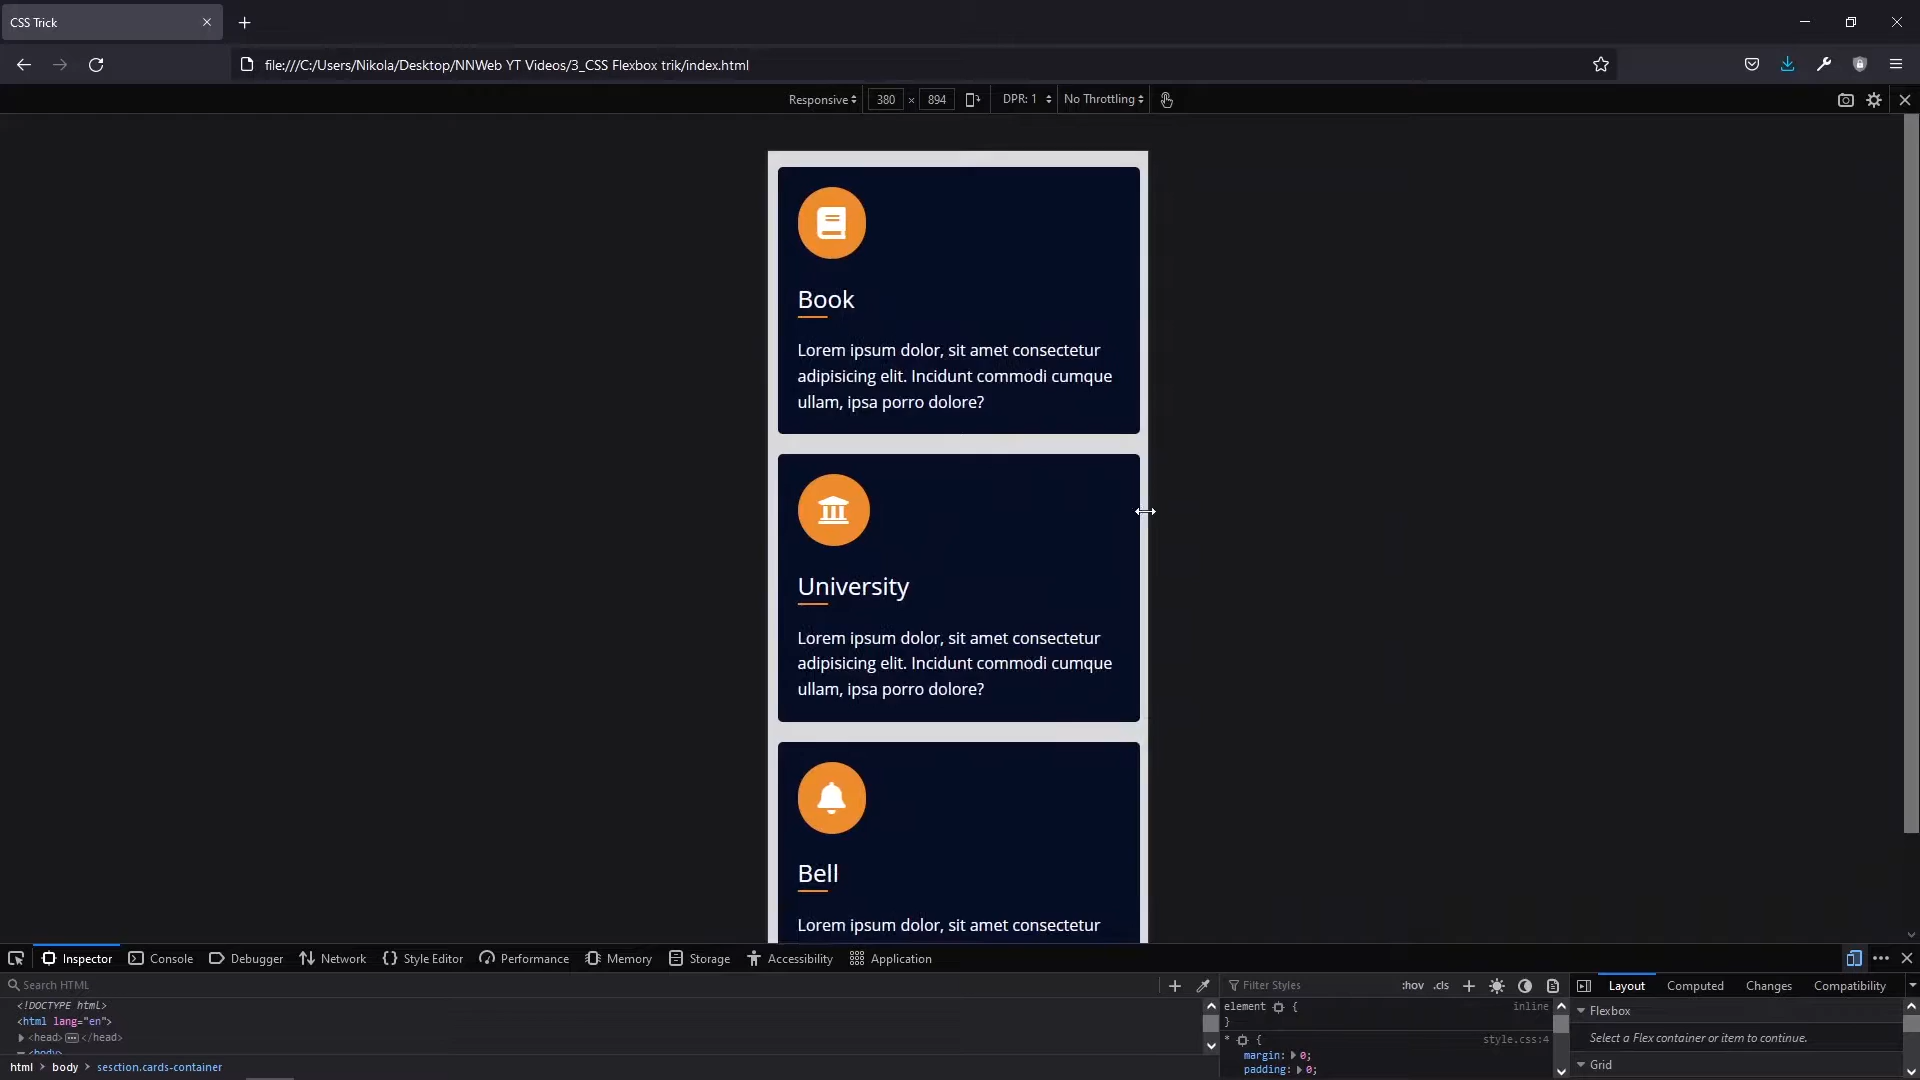 CSS Trick
file:///C:/Users/Nikola/Desktop/NNWeb YT Videos/3_CSS Flexbox trik/index.html
Responsive 380 × 894 DPR: 1 No Throttling
Book
Lorem ipsum dolor, sit amet consectetur
adipisicing elit. Incidunt commodi cumque
ullam, ipsa porro dolore?
University
Lorem ipsum dolor, sit amet consectetur
adipisicing elit. Incidunt commodi cumque
ullam, ipsa porro dolore?
Bell
Lorem ipsum dolor, sit amet consectetur
Inspector Console Debugger Network Style Editor Performance Memory Storage Accessibility Application
Search HTML
<!DOCTYPE html>
<html lang="en">
<head> </head>
<body>
html > body > sesction.cards-container
Filter Styles :hov .cls
element { inline
}
* { style.css:4
margin: 0;
padding: 0;
Layout Computed Changes Compatibility
Flexbox
Select a Flex container or item to continue.
Grid